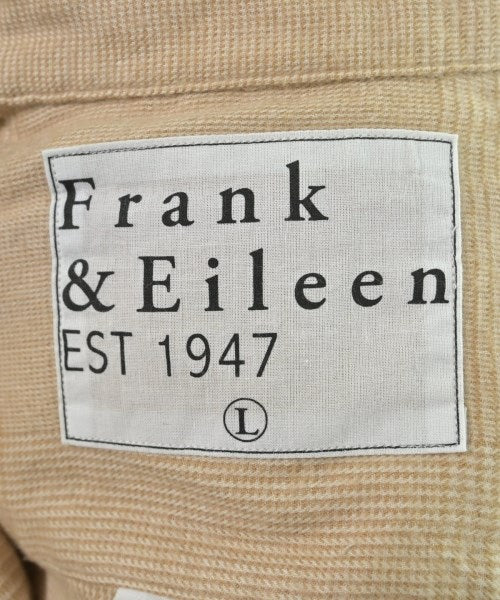 Frank
& Eileen
EST 1947
L